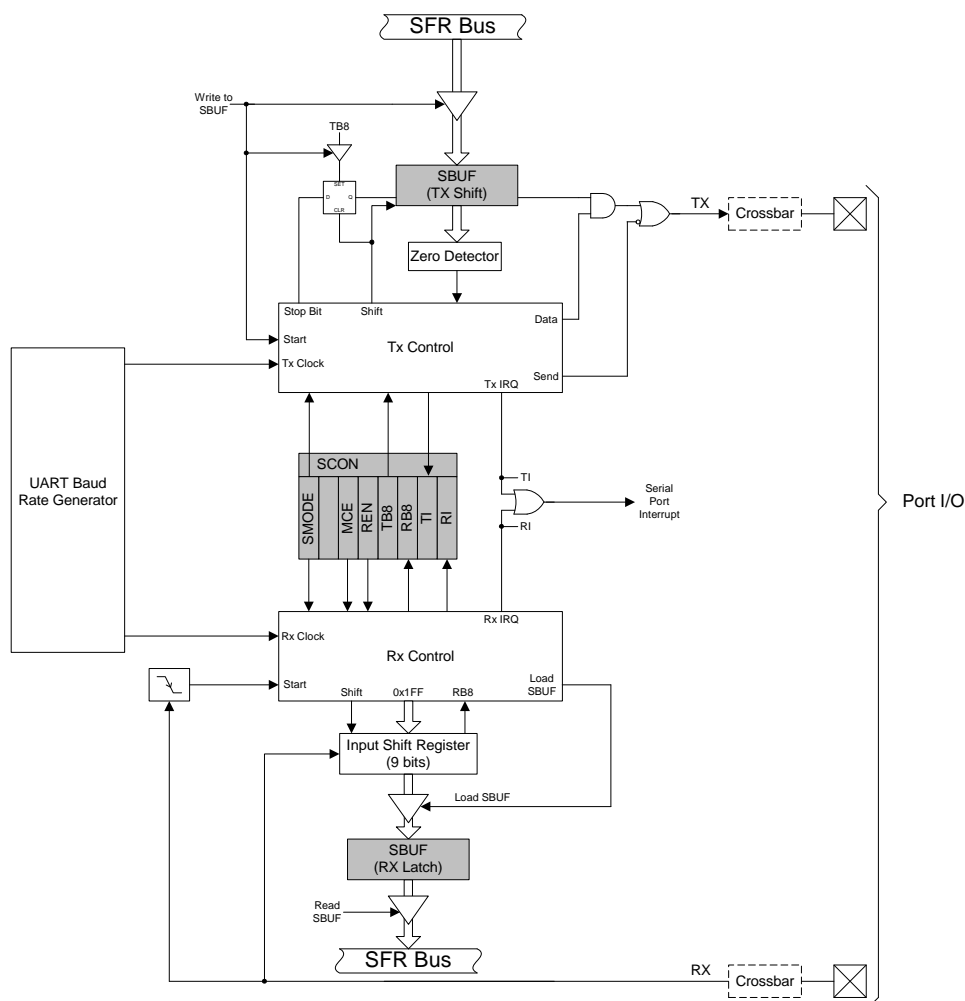 SFR Bus
Write to
SBUF
TB8
SET
D
Q
CLR
SBUF
(TX Shift)
TX
Crossbar
Zero Detector
Stop Bit
Shift
Data
Start
Tx Control
Tx Clock
Send
Tx IRQ
UART Baud
Rate Generator
SCON
SMODE
MCE
REN
TB8
RB8
TI
RI
TI
Serial
Port
Interrupt
RI
Port I/O
Rx IRQ
Rx Clock
Rx Control
Start
Load
SBUF
Shift
0x1FF
RB8
Input Shift Register
(9 bits)
Load SBUF
SBUF
(RX Latch)
Read
SBUF
SFR Bus
RX
Crossbar